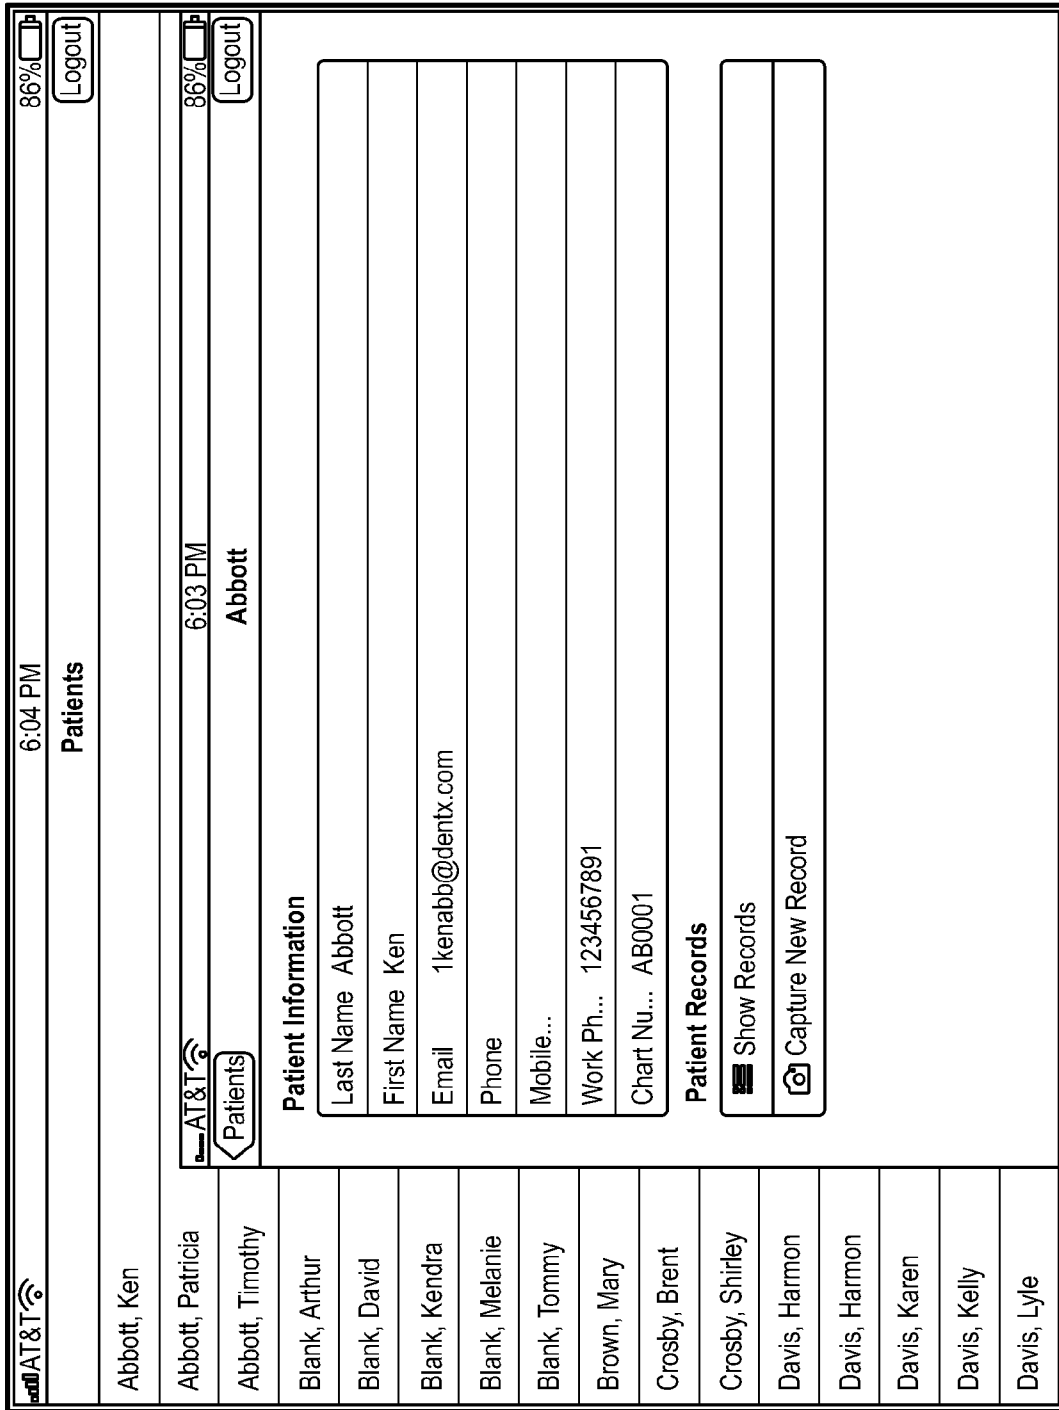 AT&T 6:04 PM 86%
Patients Logout
Abbott, Ken
Abbott, Patricia
Abbott, Timothy
Blank, Arthur
Blank, David
Blank, Kendra
Blank, Melanie
Blank, Tommy
Brown, Mary
Crosby, Brent
Crosby, Shirley
Davis, Harmon
Davis, Harmon
Davis, Karen
Davis, Kelly
Davis, Lyle
AT&T 6:03 PM 86%
Patients Abbott Logout
Patient Information
Last Name Abbott
First Name Ken
Email 1kenabb@dentx.com
Phone
Mobile...
Work Ph... 1234567891
Chart Nu... AB0001
Patient Records
Show Records
Capture New Record